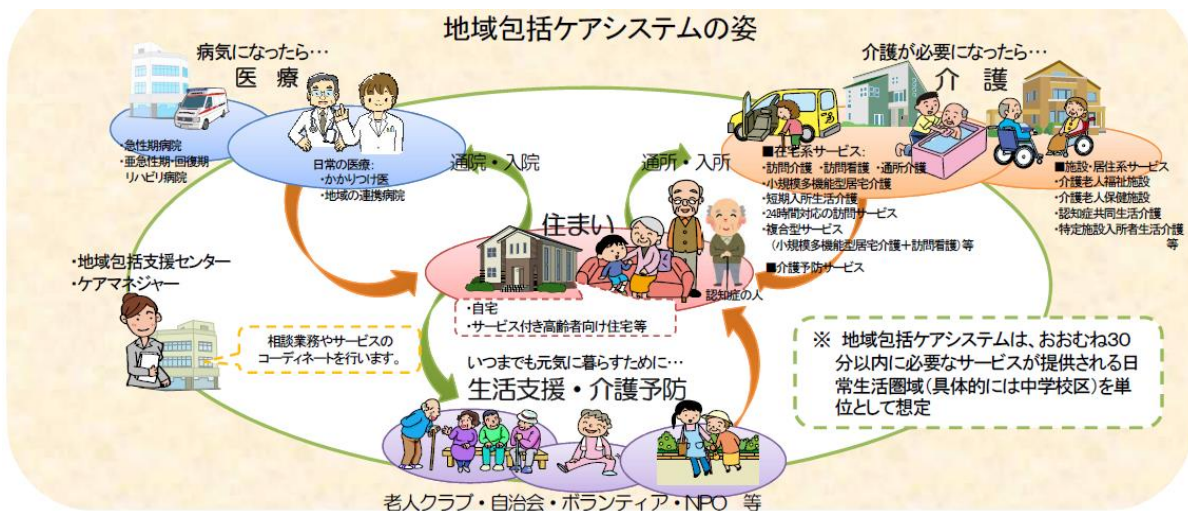 地域包括ケアシステムの姿
病気になったら…
医 療
・急性期病院
・亜急性期・回復期
リハビリ病院
日常の医療:
・かかりつけ医
・地域の連携病院
通院・入院
通所・入所
介護が必要になったら…
介 護
■在宅系サービス:
・訪問介護 ・訪問看護 ・通所介護
・小規模多機能型居宅介護
・短期入所生活介護
・24時間対応の訪問サービス
・複合型サービス
(小規模多機能型居宅介護+訪問看護)等
■介護予防サービス
■施設・居住系サービス
・介護老人福祉施設
・介護老人保健施設
・認知症共同生活介護
・特定施設入所者生活介護
等
住まい
認知症の人
・自宅
・サービス付き高齢者向け住宅等
・地域包括支援センター
・ケアマネジャー
相談業務やサービスの
コーディネートを行います。
いつまでも元気に暮らすために…
生活支援・介護予防
老人クラブ・自治会・ボランティア・NPO 等
※ 地域包括ケアシステムは、おおむね30
分以内に必要なサービスが提供される日
常生活圏域(具体的には中学校区)を単
位として想定